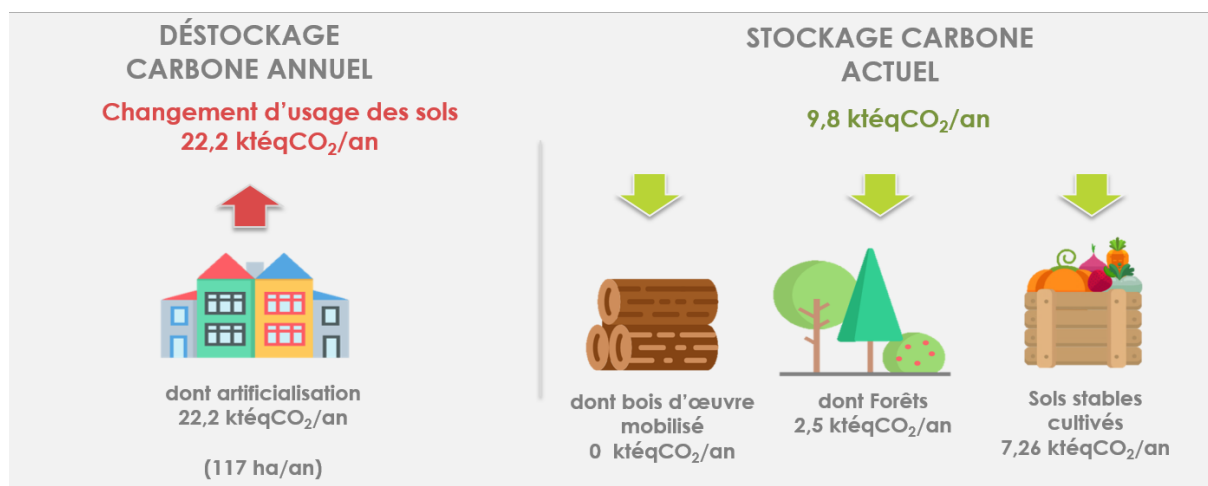 DÉSTOCKAGE
CARBONE ANNUEL
Changement d'usage des sols
22,2 ktéqCO₂/an
dont artificialisation
22,2 ktéqCO₂/an
(117 ha/an)
STOCKAGE CARBONE
ACTUEL
9,8 ktéqCO₂/an
dont bois d'œuvre
mobilisé
0 ktéqCO₂/an
dont Forêts
2,5 ktéqCO₂/an
Sols stables
cultivés
7,26 ktéqCO₂/an